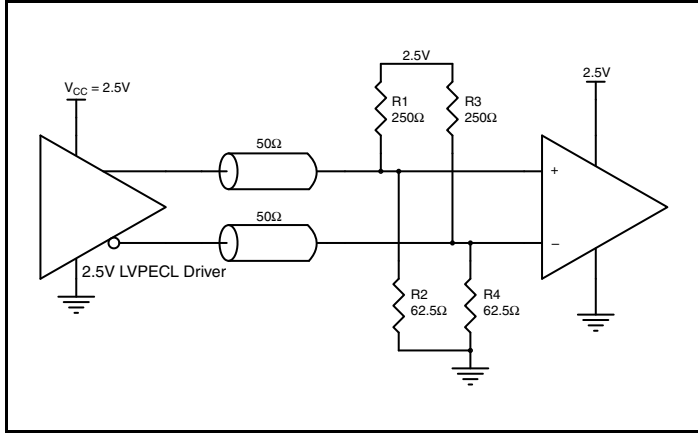 2.5V
2.5V
V_CC = 2.5V
R1
250Ω
R3
250Ω
50Ω
+
50Ω
–
2.5V LVPECL Driver
R2
62.5Ω
R4
62.5Ω